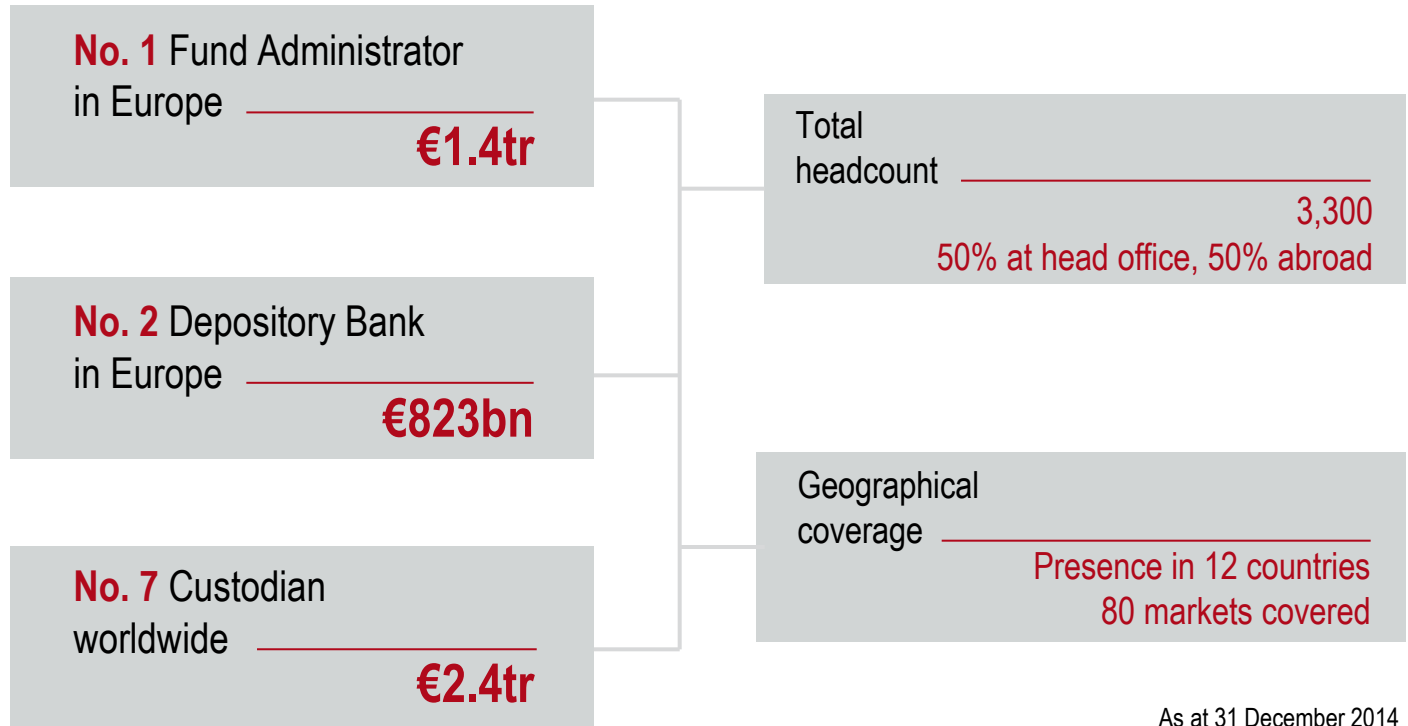 No. 1 Fund Administrator
in Europe
€1.4tr
No. 2 Depository Bank
in Europe
€823bn
No. 7 Custodian
worldwide
€2.4tr
Total
headcount
3,300
50% at head office, 50% abroad
Geographical
coverage
Presence in 12 countries
80 markets covered
As at 31 December 2014